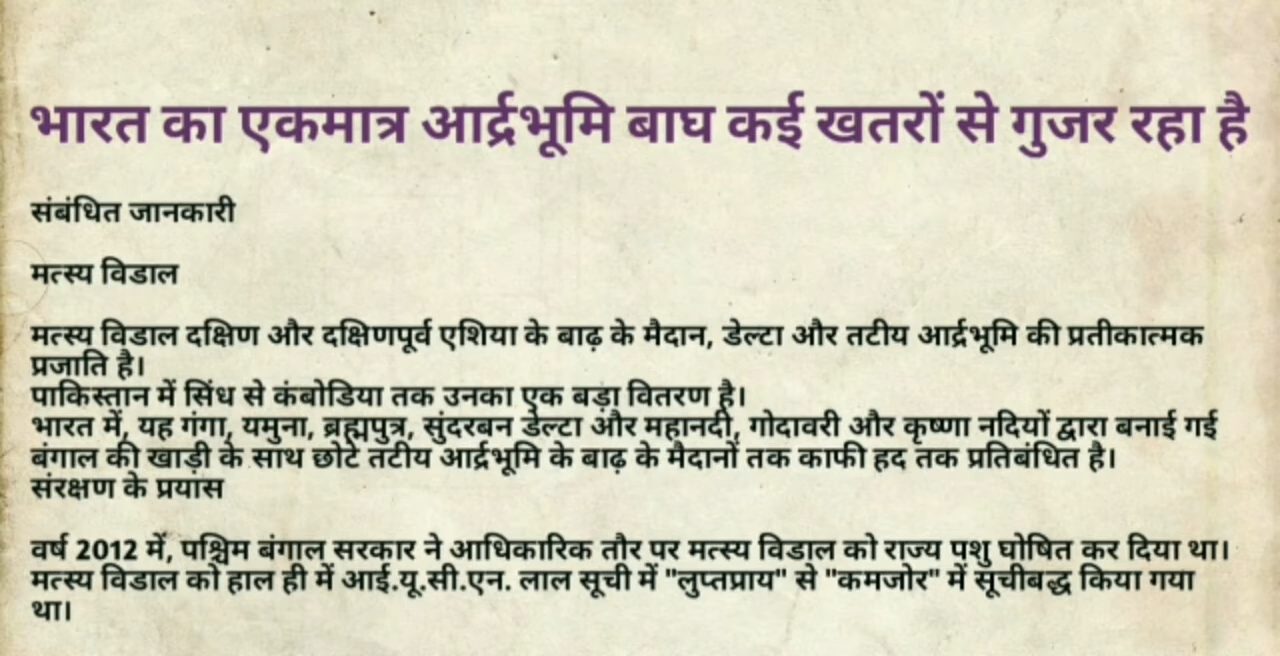 भारत का एकमात्र आर्द्रभूमि बाघ कई खतरों से गुजर रहा है
संबंधित जानकारी
मत्स्य विडाल
मत्स्य विडाल दक्षिण और दक्षिणपूर्व एशिया के बाढ़ के मैदान, डेल्टा और तटीय आर्द्रभूमि की प्रतीकात्मक
प्रजाति है।
पाकिस्तान में सिंध से कंबोडिया तक उनका एक बड़ा वितरण है।
भारत में, यह गंगा, यमुना, ब्रह्मपुत्र, सुंदरबन डेल्टा और महानदी, गोदावरी और कृष्णा नदियों द्वारा बनाई गई
बंगाल की खाड़ी के साथ छोटे तटीय आर्द्रभूमि के बाढ़ के मैदानों तक काफी हद तक प्रतिबंधित है।
संरक्षण के प्रयास
वर्ष 2012 में, पश्चिम बंगाल सरकार ने आधिकारिक तौर पर मत्स्य विडाल को राज्य पशु घोषित कर दिया था।
मत्स्य विडाल को हाल ही में आई.यू.सी.एन. लाल सूची में "लुप्तप्राय" से "कमजोर" में सूचीबद्ध किया गया
था।